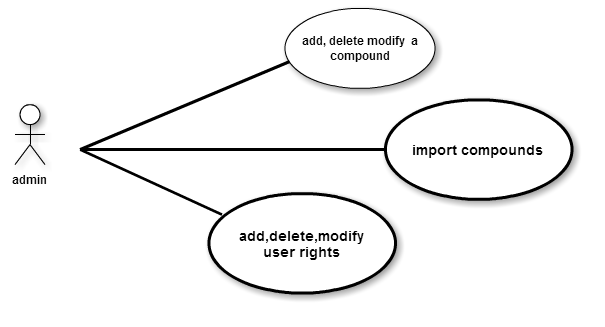 add, delete modify a
compound
import compounds
admin
add,delete,modify
user rights